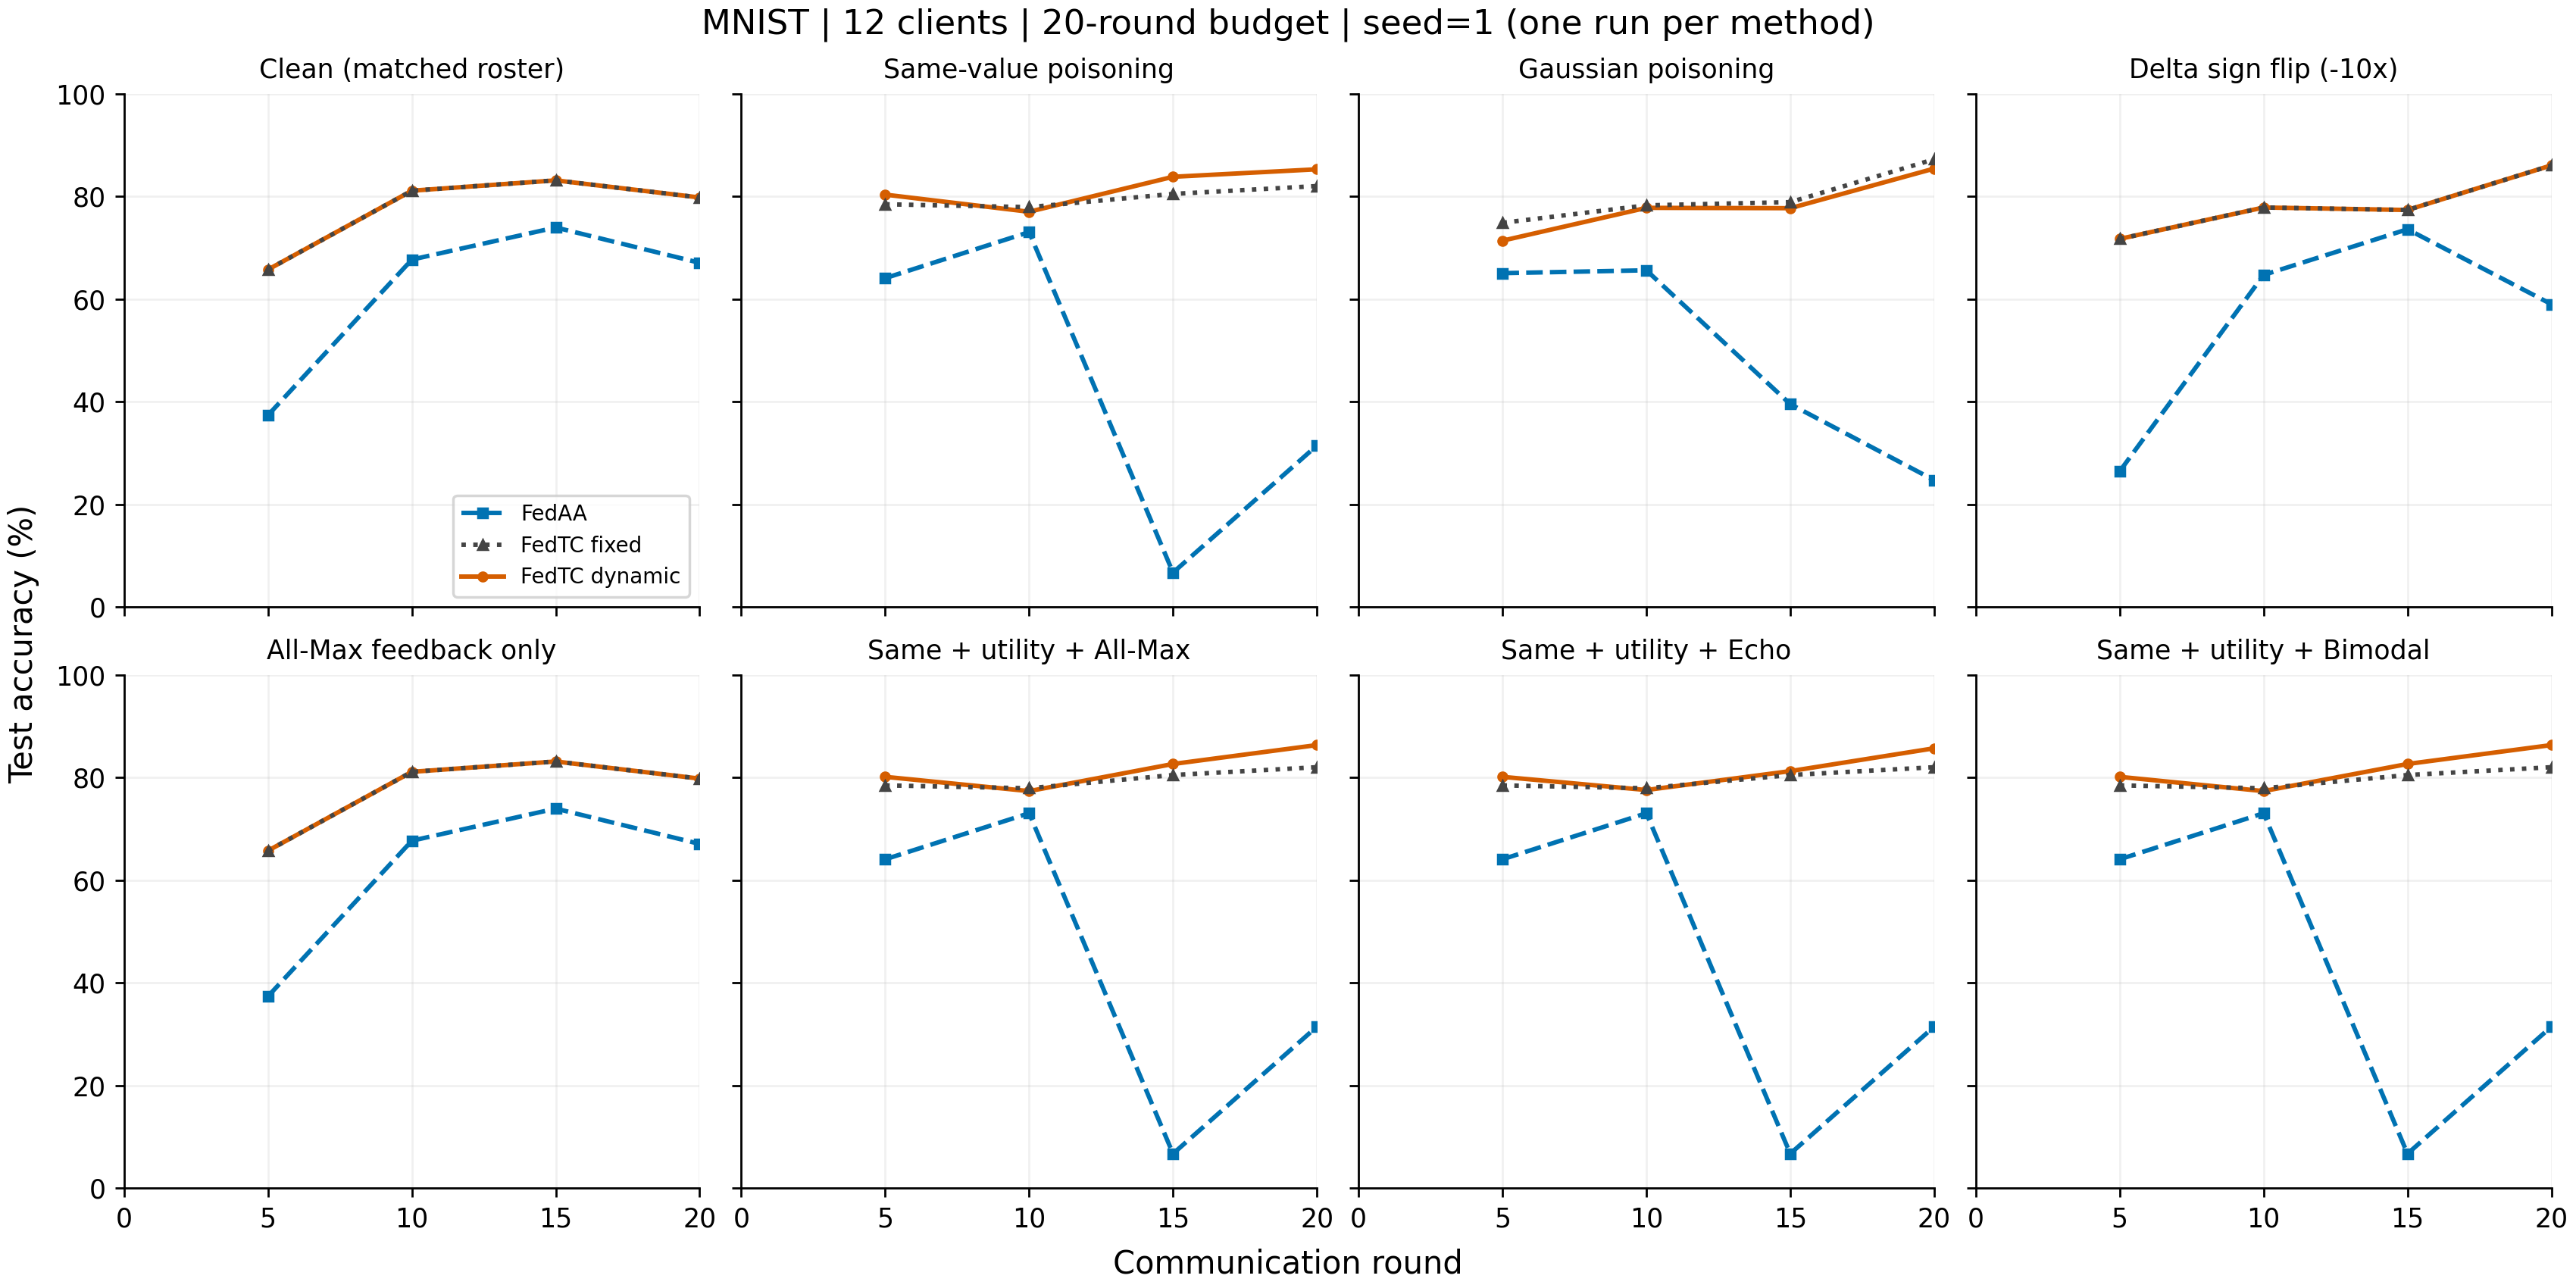 MNIST | 12 clients | 20-round budget | seed=1 (one run per method)
Clean (matched roster)
Same-value poisoning
Gaussian poisoning
Delta sign flip (-10x)
100
80
60
40
20
0
FedAA
FedTC fixed
FedTC dynamic
Test accuracy (%)
All-Max feedback only
Same + utility + All-Max
Same + utility + Echo
Same + utility + Bimodal
100
80
60
40
20
0
0 5 10 15 20
0 5 10 15 20
0 5 10 15 20
0 5 10 15 20
Communication round